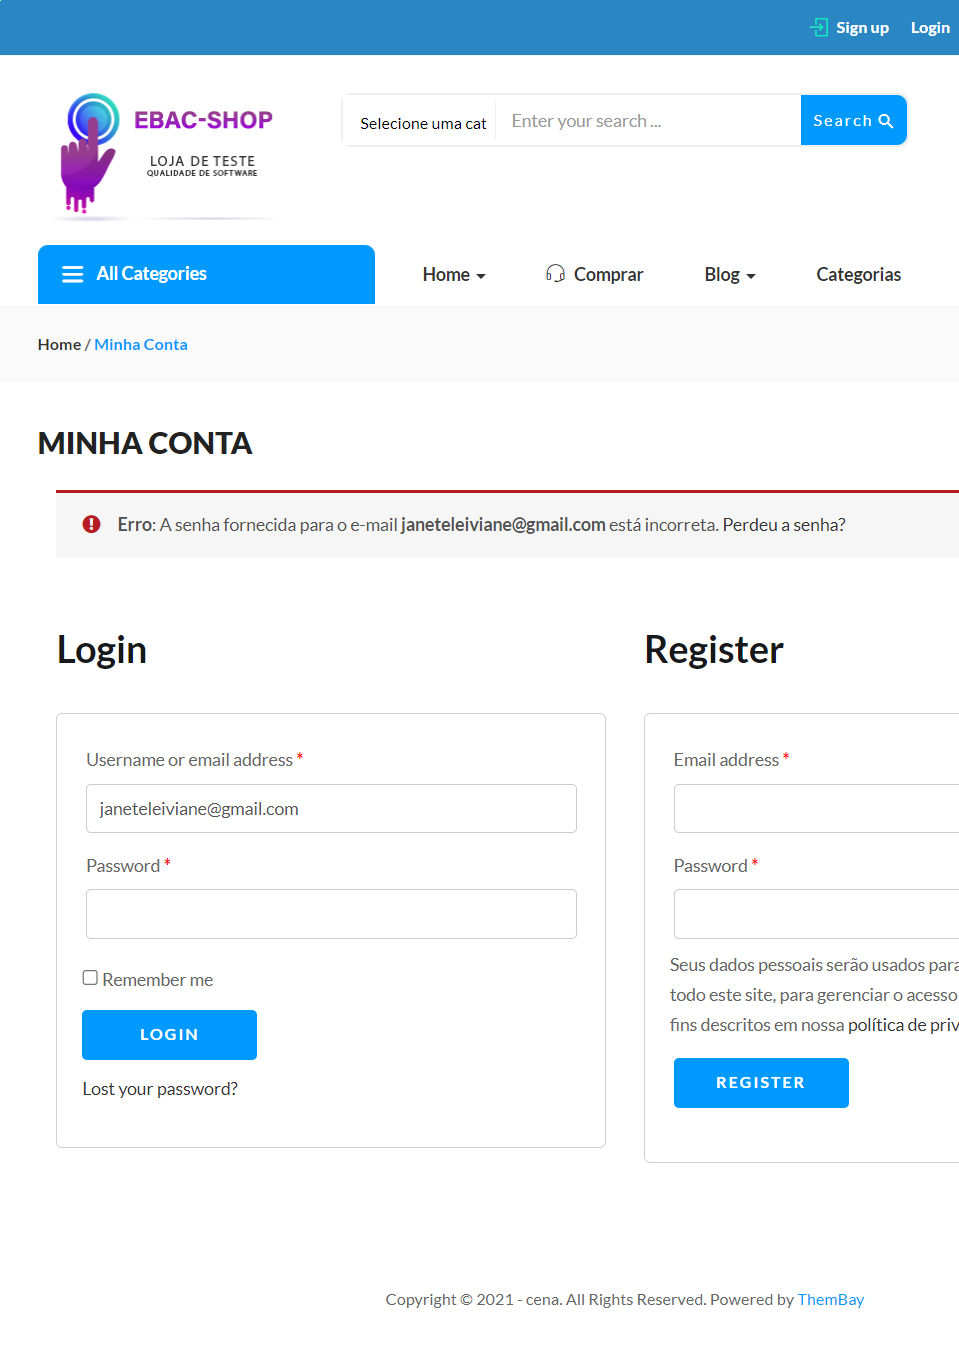 Sign up Login
EBAC-SHOP
LOJA DE TESTE
QUALIDADE DE SOFTWARE
Selecione uma cat Enter your search ... Search
All Categories Home Comprar Blog Categorias
Home / Minha Conta
MINHA CONTA
Erro: A senha fornecida para o e-mail janeteleiviane@gmail.com está incorreta. Perdeu a senha?
Login
Username or email address *
janeteleiviane@gmail.com
Password *
Remember me
LOGIN
Lost your password?
Register
Email address *
Password *
Seus dados pessoais serão usados para
todo este site, para gerenciar o acesso
fins descritos em nossa política de priv
REGISTER
Copyright © 2021 - cena. All Rights Reserved. Powered by ThemBay